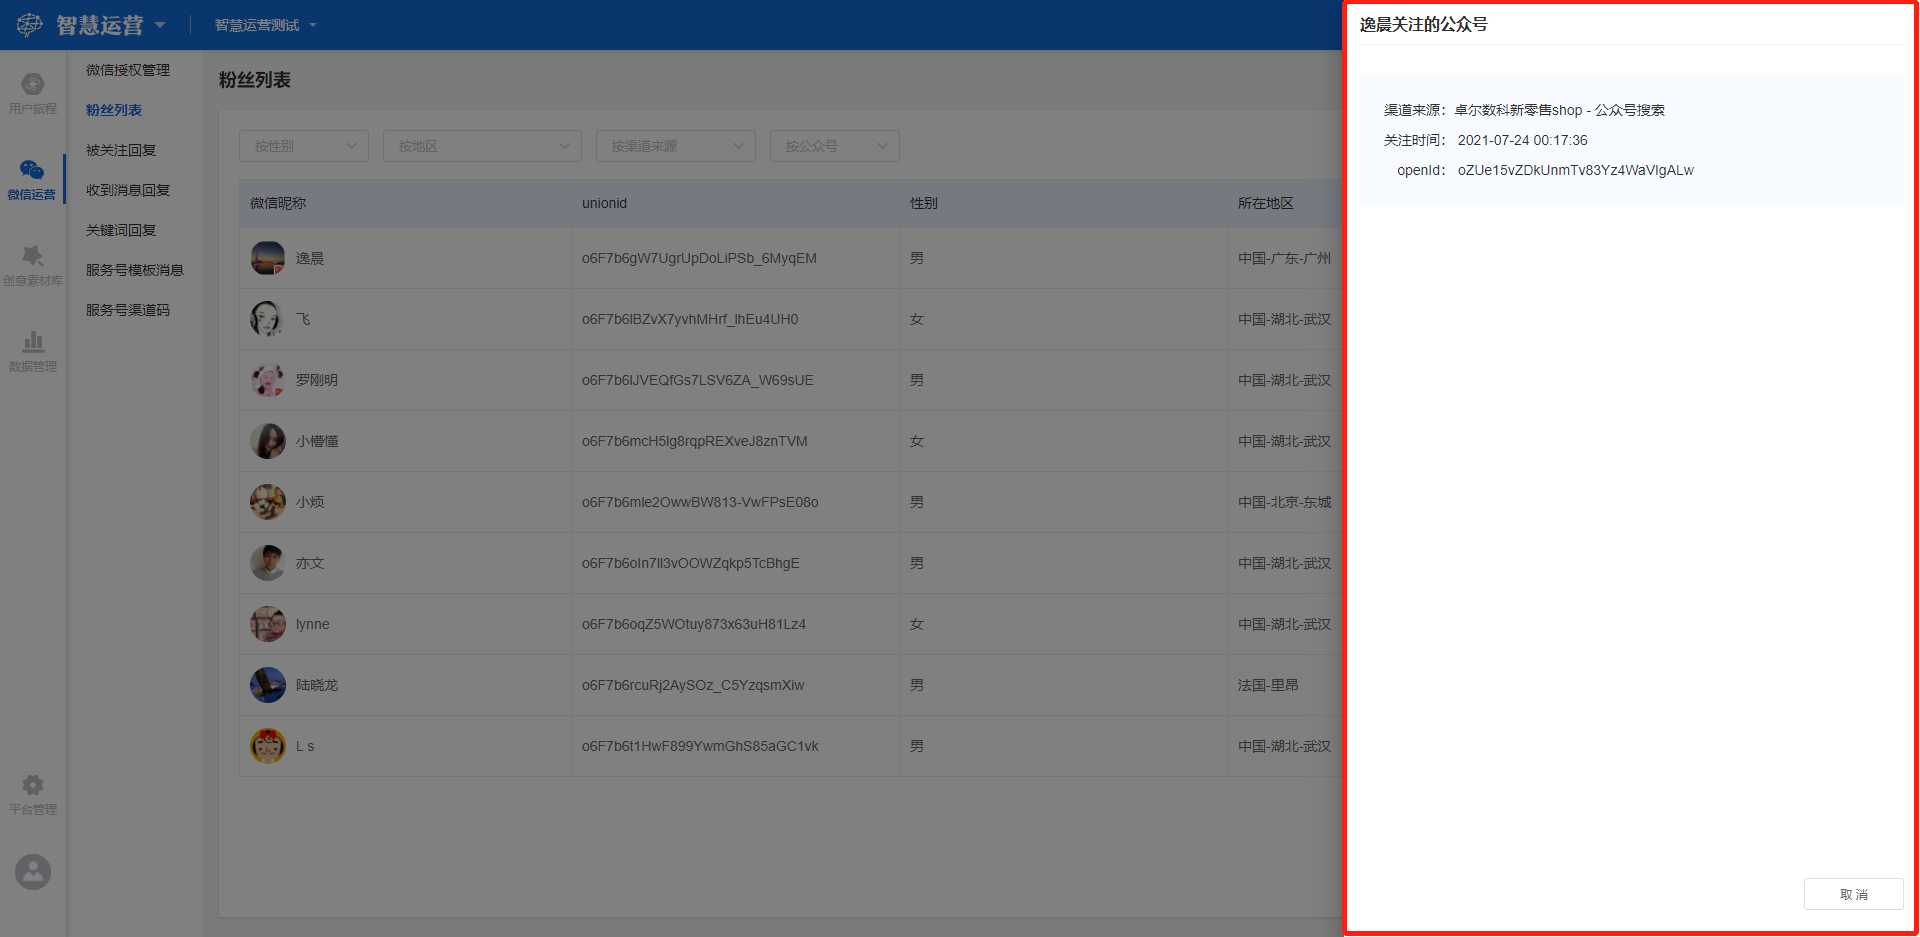 智慧运营
智慧运营测试
用户旅程
微信运营
创意素材库
数据管理
平台管理
微信授权管理
粉丝列表
被关注回复
收到消息回复
关键词回复
服务号模板消息
服务号渠道码
粉丝列表
按性别 按地区 按渠道来源 按公众号
微信昵称 unionid 性别 所在地区
逸晨 o6F7b6gW7UgrUpDoLiPSb_6MyqEM 男 中国-广东-广州
飞 o6F7b6lBZvX7yvhMHrf_lhEu4UH0 女 中国-湖北-武汉
罗刚明 o6F7b6lJVEQfGs7LSV6ZA_W69sUE 男 中国-湖北-武汉
小懵懂 o6F7b6mcH5lg8rqpREXveJ8znTVM 女 中国-湖北-武汉
小烦 o6F7b6mle2OwwBW813-VwFPsE08o 男 中国-北京-东城
亦文 o6F7b6oIn7ll3vOOWZqkp5TcBhgE 男 中国-湖北-武汉
lynne o6F7b6oqZ5WOtuy873x63uH81Lz4 女 中国-湖北-武汉
陆晓龙 o6F7b6rcuRj2AySOz_C5YzqsmXiw 男 法国-里昂
L s o6F7b6t1HwF899YwmGhS85aGC1vk 男 中国-湖北-武汉
逸晨关注的公众号
渠道来源: 卓尔数科新零售shop - 公众号搜索
关注时间: 2021-07-24 00:17:36
openId: oZUe15vZDkUnmTv83Yz4WaVlgALw
取消